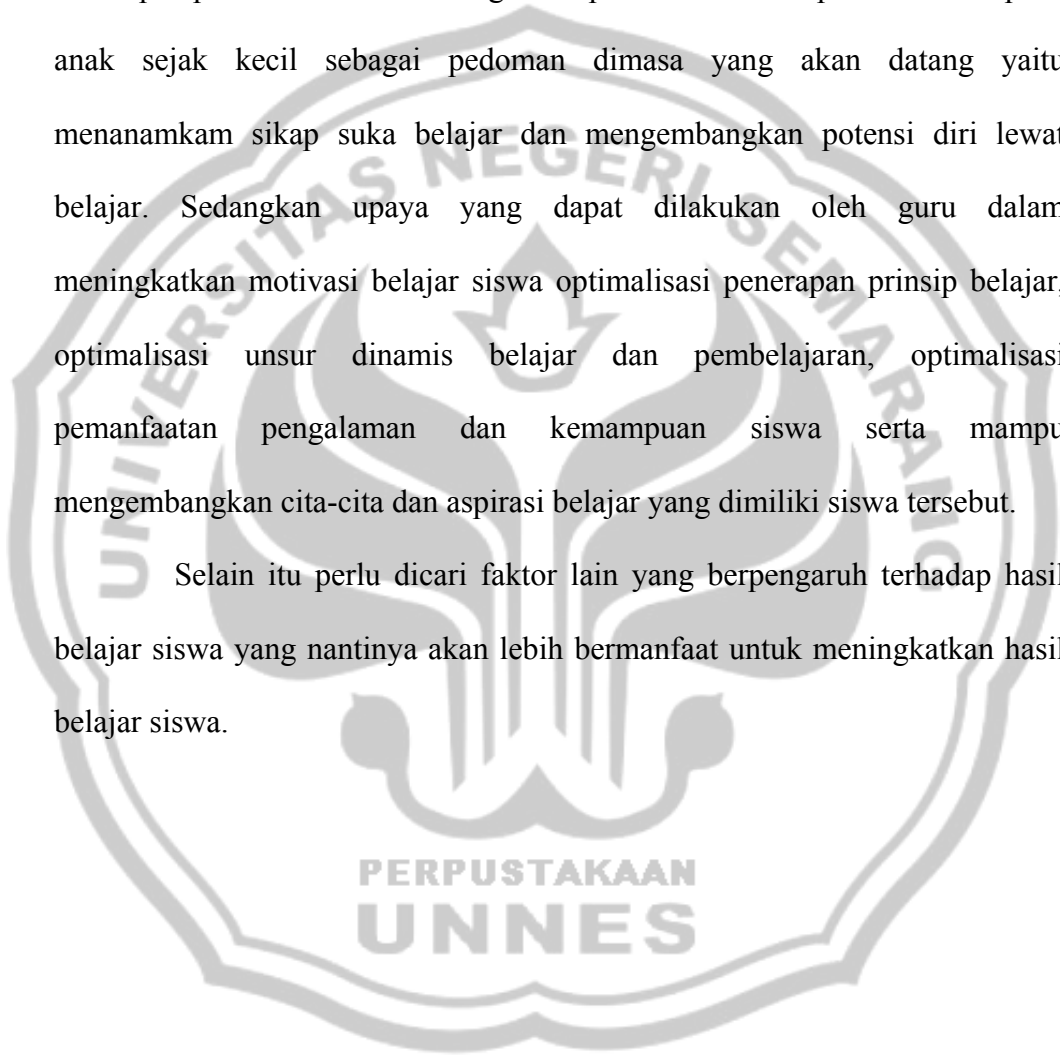 anak sejak kecil sebagai pedoman dimasa yang akan datang yaitu
menanamkam sikap suka belajar dan mengembangkan potensi diri lewat
belajar. Sedangkan upaya yang dapat dilakukan oleh guru dalam
meningkatkan motivasi belajar siswa optimalisasi penerapan prinsip belajar,
optimalisasi unsur dinamis belajar dan pembelajaran, optimalisasi
pemanfaatan pengalaman dan kemampuan siswa serta mampu
mengembangkan cita-cita dan aspirasi belajar yang dimiliki siswa tersebut.
Selain itu perlu dicari faktor lain yang berpengaruh terhadap hasil
belajar siswa yang nantinya akan lebih bermanfaat untuk meningkatkan hasil
belajar siswa.
UNIVERSITAS NEGERI SEMARANG
PERPUSTAKAAN
UNNES